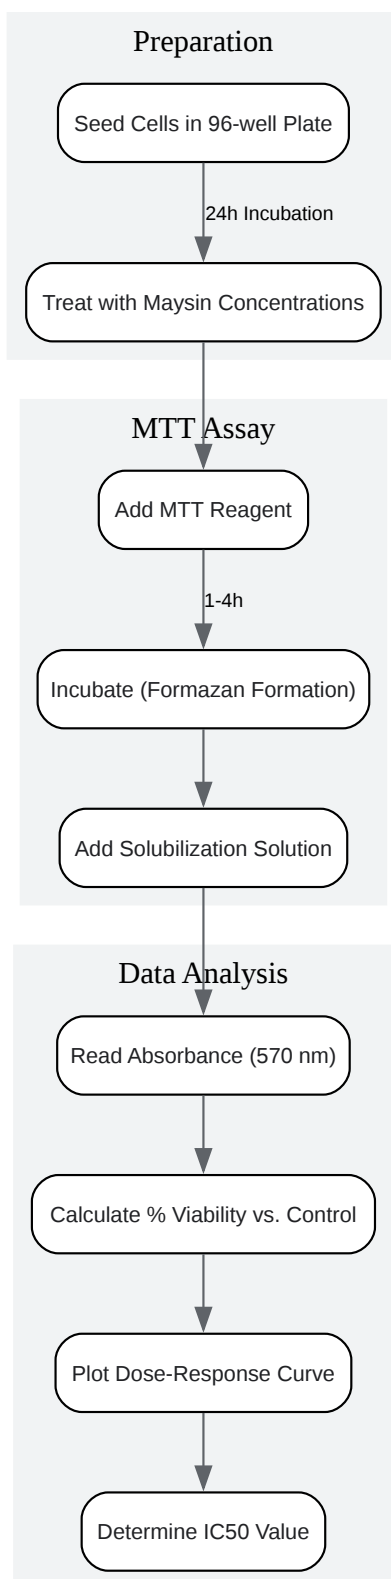 Preparation
Seed Cells in 96-well Plate
24h Incubation
Treat with Maysin Concentrations
MTT Assay
Add MTT Reagent
1-4h
Incubate (Formazan Formation)
Add Solubilization Solution
Data Analysis
Read Absorbance (570 nm)
Calculate % Viability vs. Control
Plot Dose-Response Curve
Determine IC50 Value